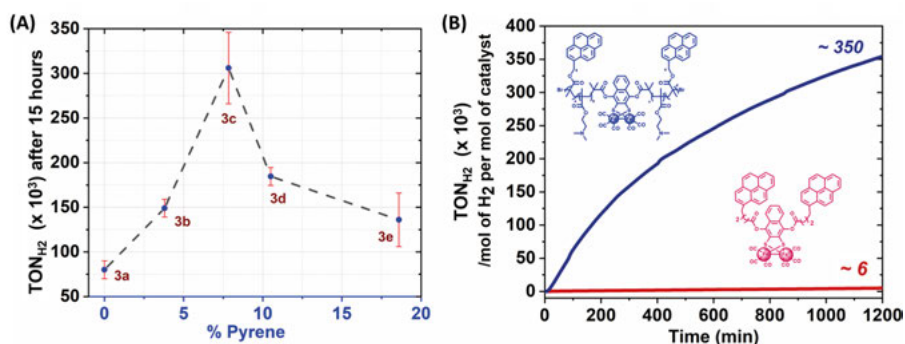 (A)
TON_H2 (x 10³) after 15 hours
350
300
250
200
150
100
50
0
5
10
15
20
% Pyrene
3a
3b
3c
3d
3e
(B)
TON_H2 (x 10³)
/mol of H2 per mol of catalyst
400
350
300
250
200
150
100
50
0
0
200
400
600
800
1000
1200
Time (min)
~ 350
~ 6